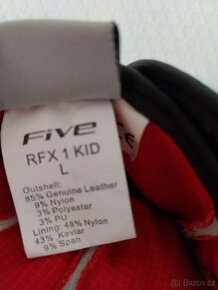 FIVE
RFX 1 KID
L
Outshell:
85% Genuine Leather
9% Nylon
3% Polyester
3% PU
Lining: 48% Nylon
43% Kevlar
9% Span
CE
Bazos.cz